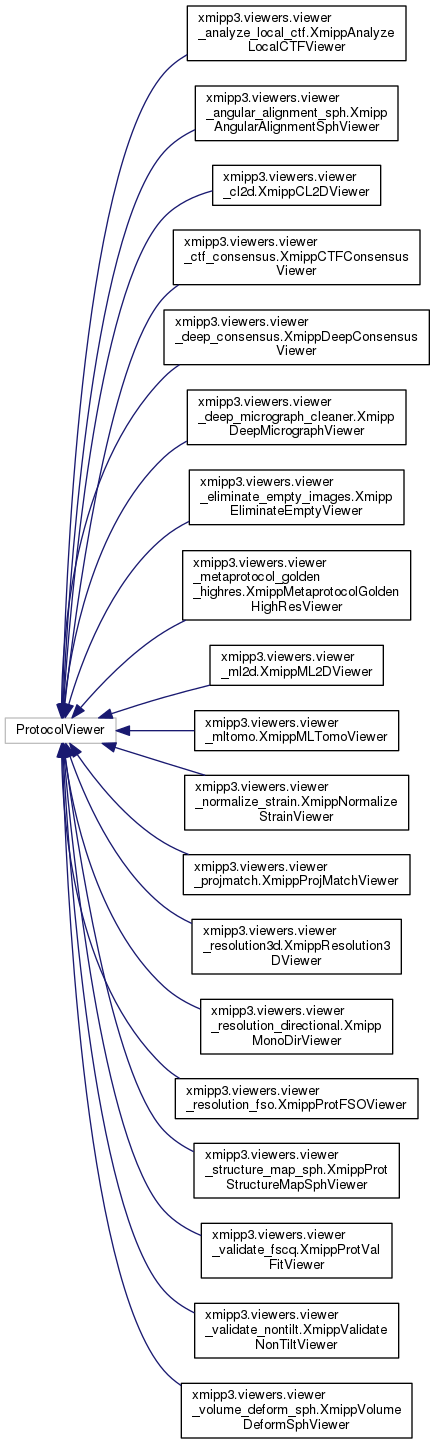 xmipp3.viewers.viewer
_analyze_local_ctf.XmippAnalyze
LocalCTFViewer
xmipp3.viewers.viewer
_angular_alignment_sph.Xmipp
AngularAlignmentSphViewer
xmipp3.viewers.viewer
_cl2d.XmippCL2DViewer
xmipp3.viewers.viewer
_ctf_consensus.XmippCTFConsensus
Viewer
xmipp3.viewers.viewer
_deep_consensus.XmippDeepConsensus
Viewer
xmipp3.viewers.viewer
_deep_micrograph_cleaner.Xmipp
DeepMicrographViewer
xmipp3.viewers.viewer
_eliminate_empty_images.Xmipp
EliminateEmptyViewer
xmipp3.viewers.viewer
_metaprotocol_golden
_highres.XmippMetaprotocolGolden
HighResViewer
xmipp3.viewers.viewer
_ml2d.XmippML2DViewer
ProtocolViewer
xmipp3.viewers.viewer
_mltomo.XmippMLTomoViewer
xmipp3.viewers.viewer
_normalize_strain.XmippNormalize
StrainViewer
xmipp3.viewers.viewer
_projmatch.XmippProjMatchViewer
xmipp3.viewers.viewer
_resolution3d.XmippResolution3
DViewer
xmipp3.viewers.viewer
_resolution_directional.Xmipp
MonoDirViewer
xmipp3.viewers.viewer
_resolution_fso.XmippProtFSOViewer
xmipp3.viewers.viewer
_structure_map_sph.XmippProt
StructureMapSphViewer
xmipp3.viewers.viewer
_validate_fscq.XmippProtVal
FitViewer
xmipp3.viewers.viewer
_validate_nontilt.XmippValidate
NonTiltViewer
xmipp3.viewers.viewer
_volume_deform_sph.XmippVolume
DeformSphViewer